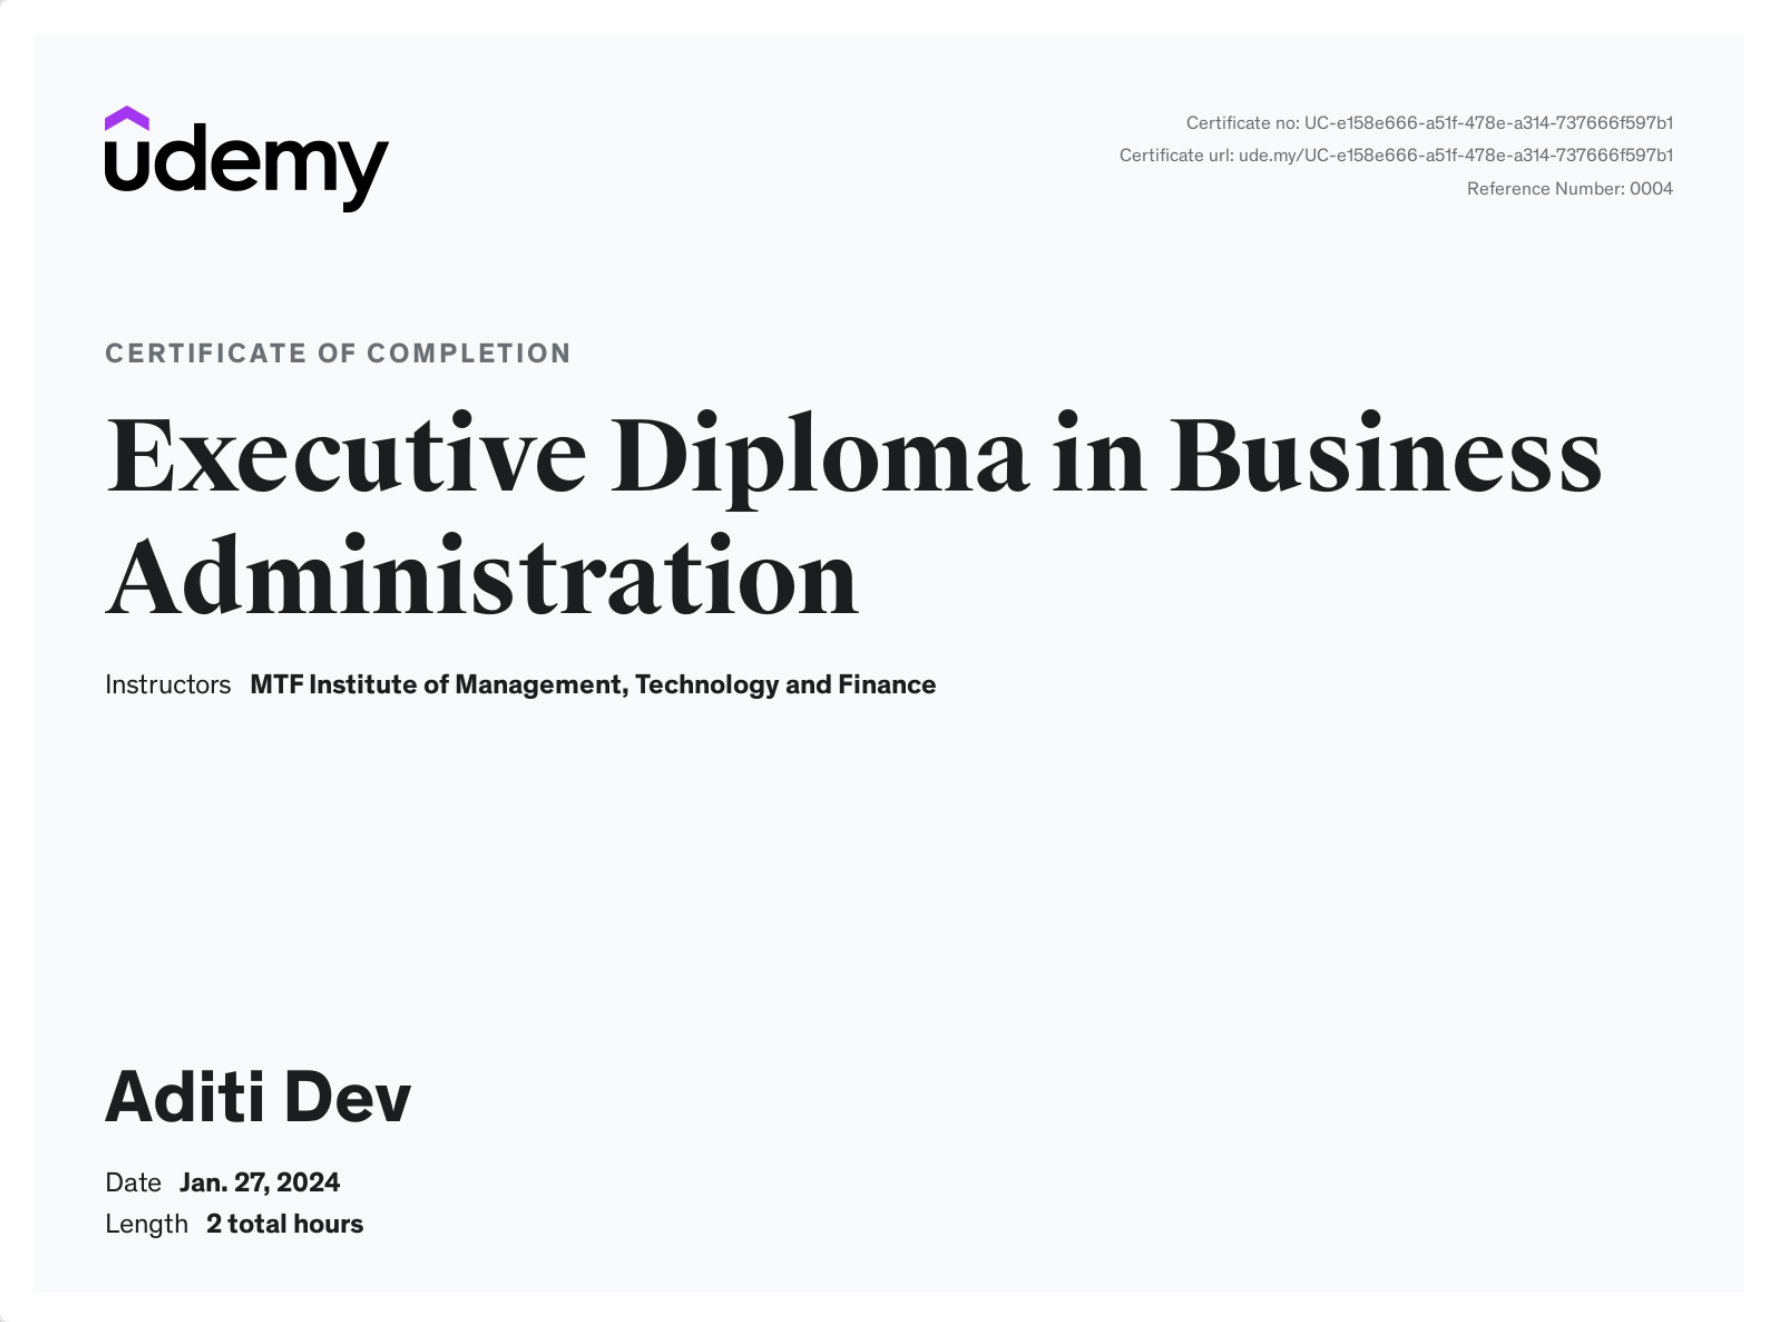 udemy
Certificate no: UC-e158e666-a51f-478e-a314-737666f597b1
Certificate url: ude.my/UC-e158e666-a51f-478e-a314-737666f597b1
Reference Number: 0004
CERTIFICATE OF COMPLETION
Executive Diploma in Business
Administration
Instructors MTF Institute of Management, Technology and Finance
Aditi Dev
Date Jan. 27, 2024
Length 2 total hours